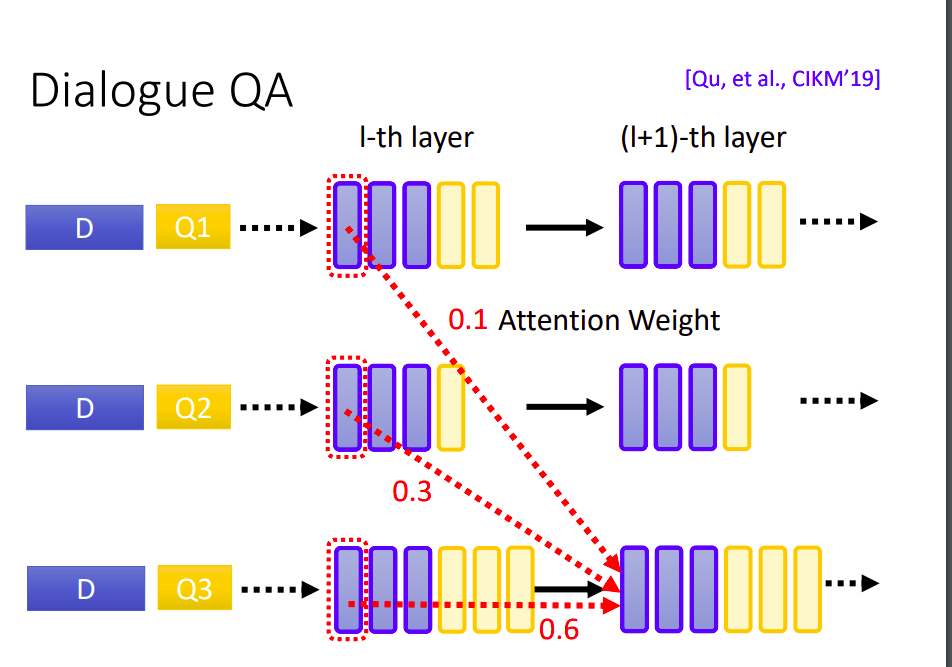 Dialogue QA
[Qu, et al., CIKM’19]
l-th layer
(l+1)-th layer
D
Q1
0.1 Attention Weight
D
Q2
0.3
D
Q3
0.6